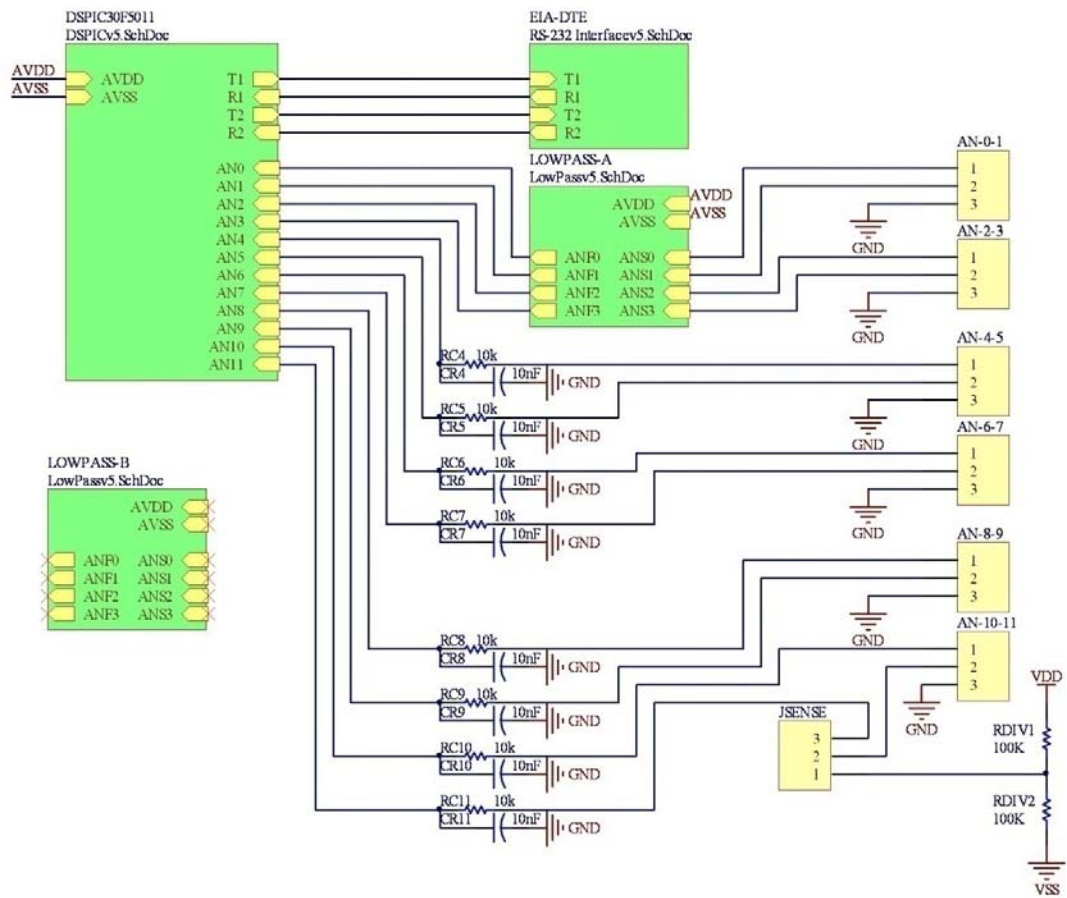 DSPIC30F5011
DSPICv5.SchDoc
AVDD
AVSS
AVDD
AVSS
T1
R1
T2
R2
AN0
AN1
AN2
AN3
AN4
AN5
AN6
AN7
AN8
AN9
AN10
AN11
EIA-DTE
RS-232 Interfacev5.SchDoc
T1
R1
T2
R2
LOWPASS-A
LowPassv5.SchDoc
AVDD
AVSS
AVDD
AVSS
ANF0 ANS0
ANF1 ANS1
ANF2 ANS2
ANF3 ANS3
AN-0-1
1
2
3
GND
AN-2-3
1
2
3
GND
AN-4-5
1
2
3
GND
AN-6-7
1
2
3
GND
RC4 10k
CR4 10nF GND
RC5 10k
CR5 10nF GND
RC6 10k
CR6 10nF GND
RC7 10k
CR7 10nF GND
LOWPASS-B
LowPassv5.SchDoc
AVDD
AVSS
ANF0 ANS0
ANF1 ANS1
ANF2 ANS2
ANF3 ANS3
AN-8-9
1
2
3
GND
AN-10-11
1
2
3
GND
RC8 10k
CR8 10nF GND
RC9 10k
CR9 10nF GND
RC10 10k
CR10 10nF GND
RC11 10k
CR11 10nF GND
JSENSE
3
2
1
VDD
RDIV1
100K
RDIV2
100K
VSS